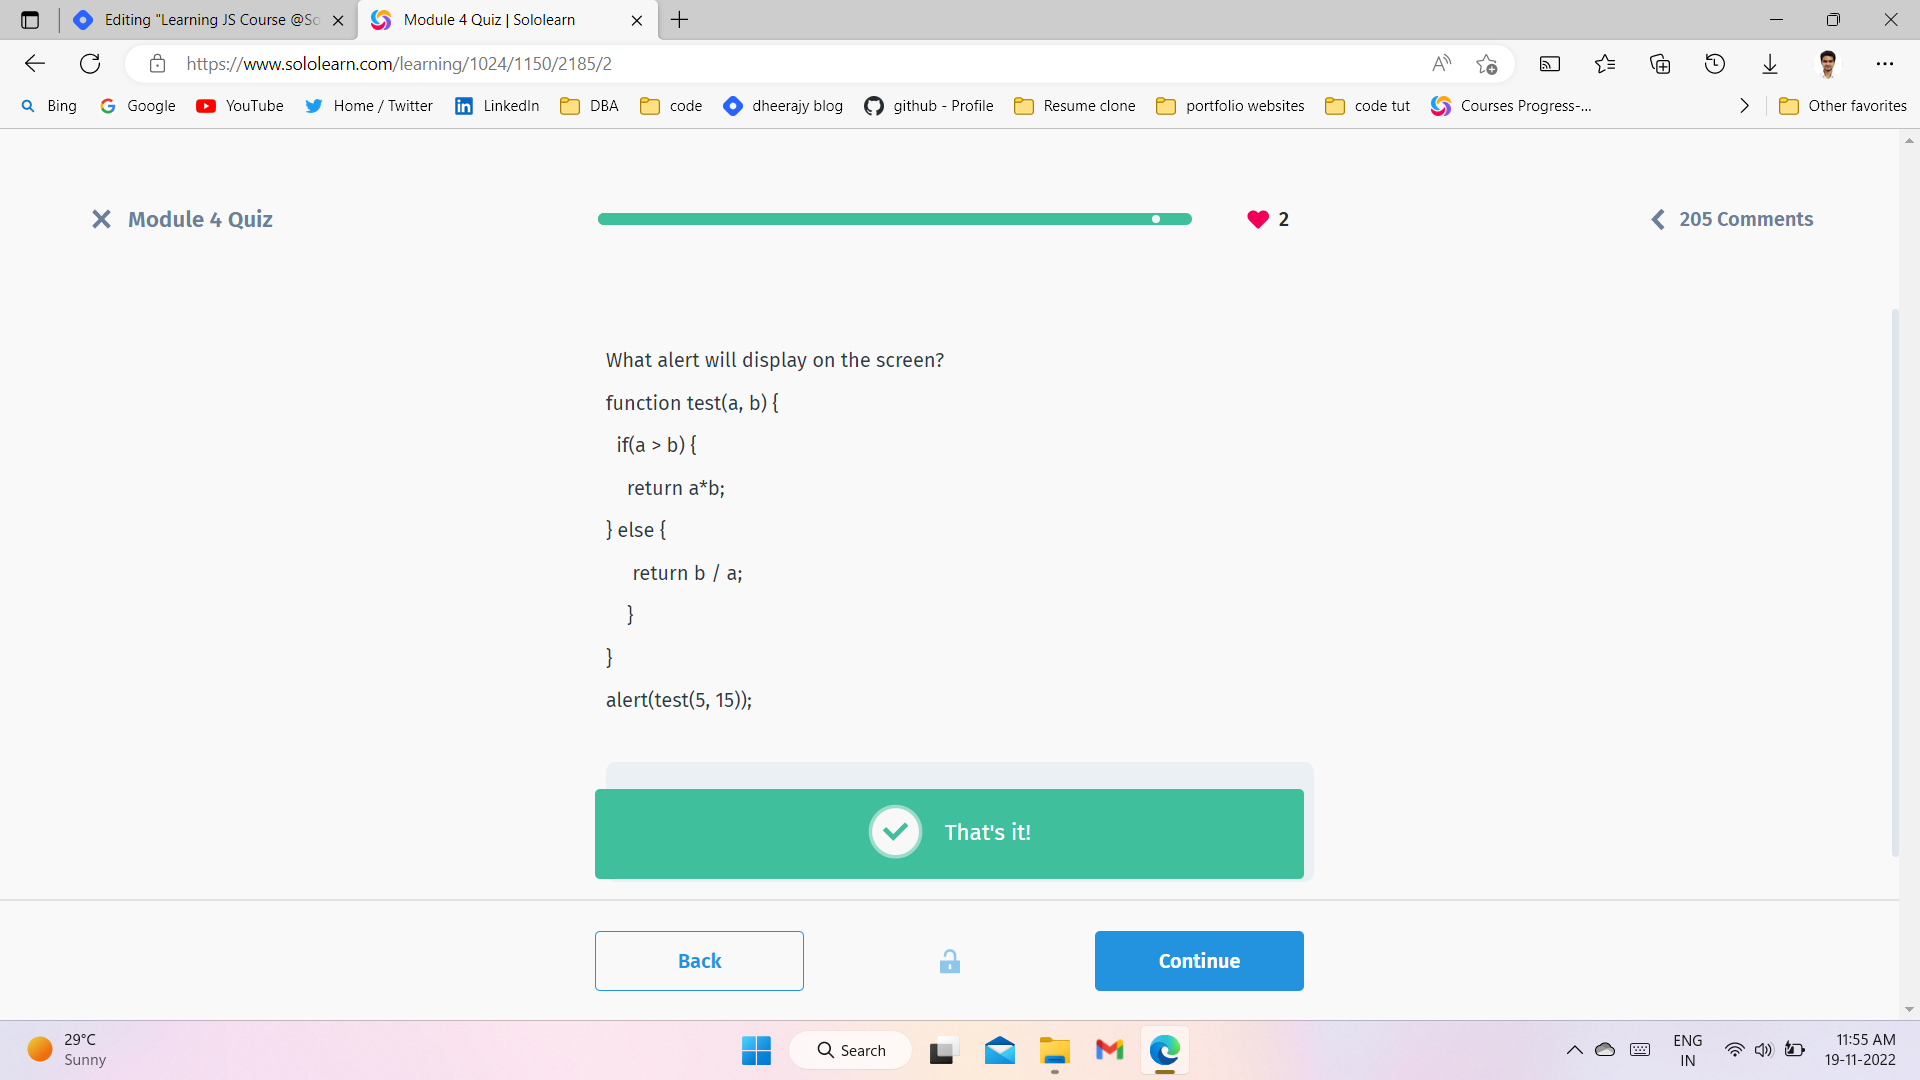 Editing "Learning JS Course @So
Module 4 Quiz | Sololearn
https://www.sololearn.com/learning/1024/1150/2185/2
Bing
Google
YouTube
Home / Twitter
LinkedIn
DBA
code
dheerajy blog
github - Profile
Resume clone
portfolio websites
code tut
Courses Progress-...
Other favorites
Module 4 Quiz
2
205 Comments
What alert will display on the screen?
function test(a, b) {
if(a > b) {
return a*b;
} else {
return b / a;
}
}
alert(test(5, 15));
That's it!
Back
Continue
29°C
Sunny
Search
ENG
IN
11:55 AM
19-11-2022